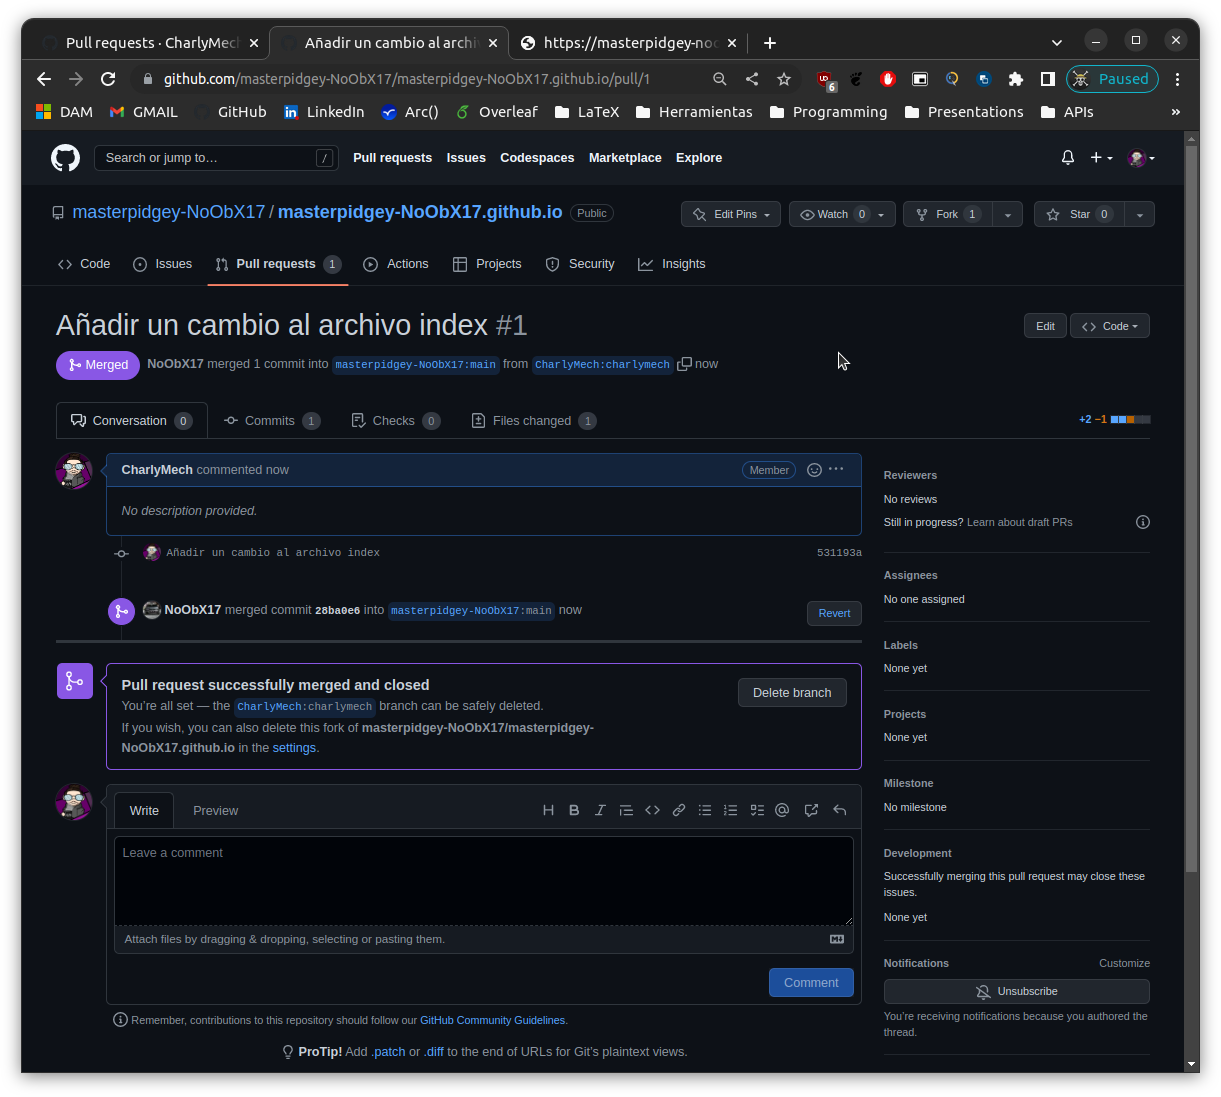 Pull requests · CharlyMech
Añadir un cambio al archi
https://masterpidgey-noo
github.com/masterpidgey-NoObX17/masterpidgey-NoObX17.github.io/pull/1
6
Paused
DAM
GMAIL
GitHub
LinkedIn
Arc()
Overleaf
LaTeX
Herramientas
Programming
Presentations
APIs
»
Search or jump to…
/
Pull requests
Issues
Codespaces
Marketplace
Explore
masterpidgey-NoObX17 / masterpidgey-NoObX17.github.io Public
Edit Pins
Watch 0
Fork 1
Star 0
Code
Issues
Pull requests 1
Actions
Projects
Security
Insights
Añadir un cambio al archivo index #1
Edit
Code
Merged
NoObX17 merged 1 commit into masterpidgey-NoObX17:main from CharlyMech:charlymech now
Conversation 0
Commits 1
Checks 0
Files changed 1
+2 −1
CharlyMech commented now
Member
No description provided.
Añadir un cambio al archivo index
531193a
NoObX17 merged commit 28ba0e6 into masterpidgey-NoObX17:main now
Revert
Pull request successfully merged and closed
You're all set — the CharlyMech:charlymech branch can be safely deleted.
If you wish, you can also delete this fork of masterpidgey-NoObX17/masterpidgey-
NoObX17.github.io in the settings.
Delete branch
Write
Preview
Leave a comment
Attach files by dragging & dropping, selecting or pasting them.
Comment
Remember, contributions to this repository should follow our GitHub Community Guidelines.
ProTip! Add .patch or .diff to the end of URLs for Git's plaintext views.
Reviewers
No reviews
Still in progress? Learn about draft PRs
Assignees
No one assigned
Labels
None yet
Projects
None yet
Milestone
No milestone
Development
Successfully merging this pull request may close these
issues.
None yet
Notifications
Customize
Unsubscribe
You're receiving notifications because you authored the
thread.